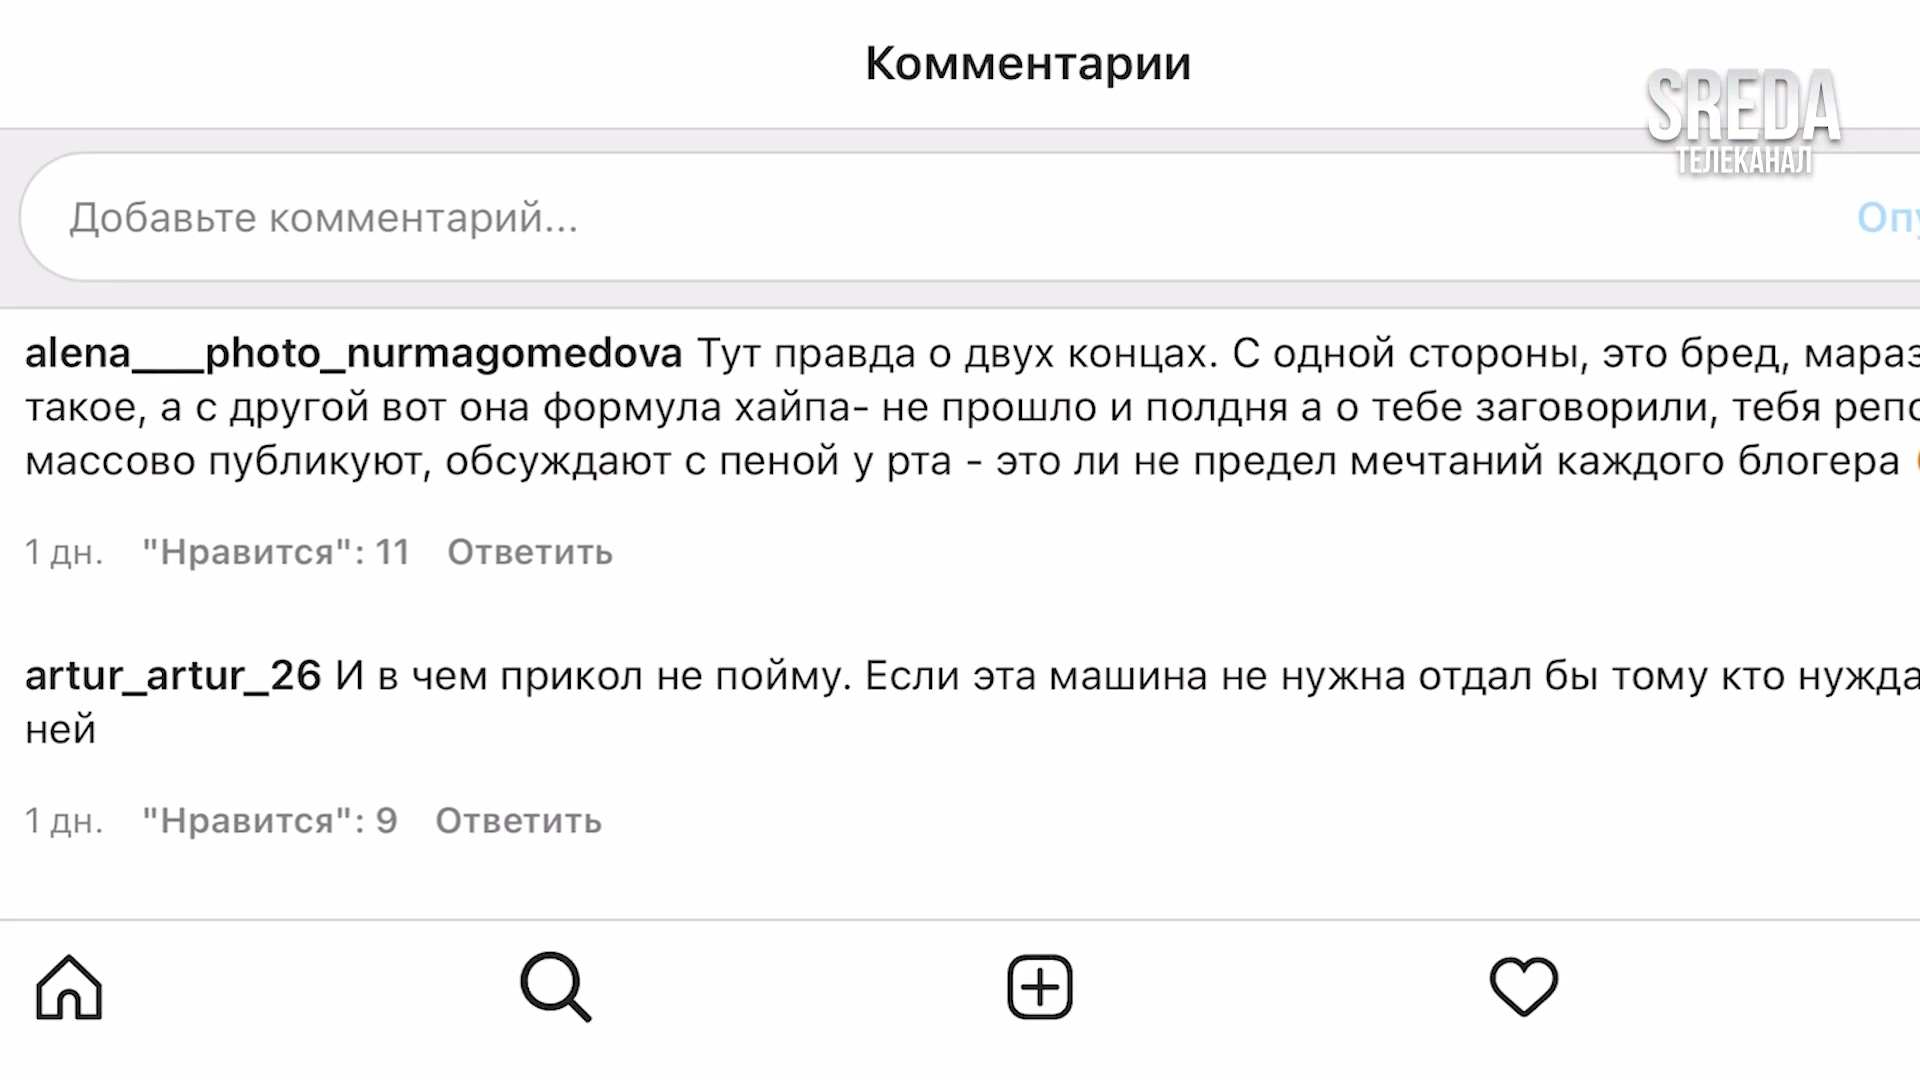 Комментарии
SREDA
ТЕЛЕКАНАЛ
Добавьте комментарий...
alena___photo_nurmagomedova Тут правда о двух концах. С одной стороны, это бред,
такое, а с другой вот она формула хайпа- не прошло и полдня а о тебе заговорили, тебя
массово публикуют, обсуждают с пеной у рта - это ли не предел мечтаний каждого блогера
1 дн. "Нравится": 11 Ответить
artur_artur_26 И в чем прикол не пойму. Если эта машина не нужна отдал бы тому кто
ней
1 дн. "Нравится": 9 Ответить